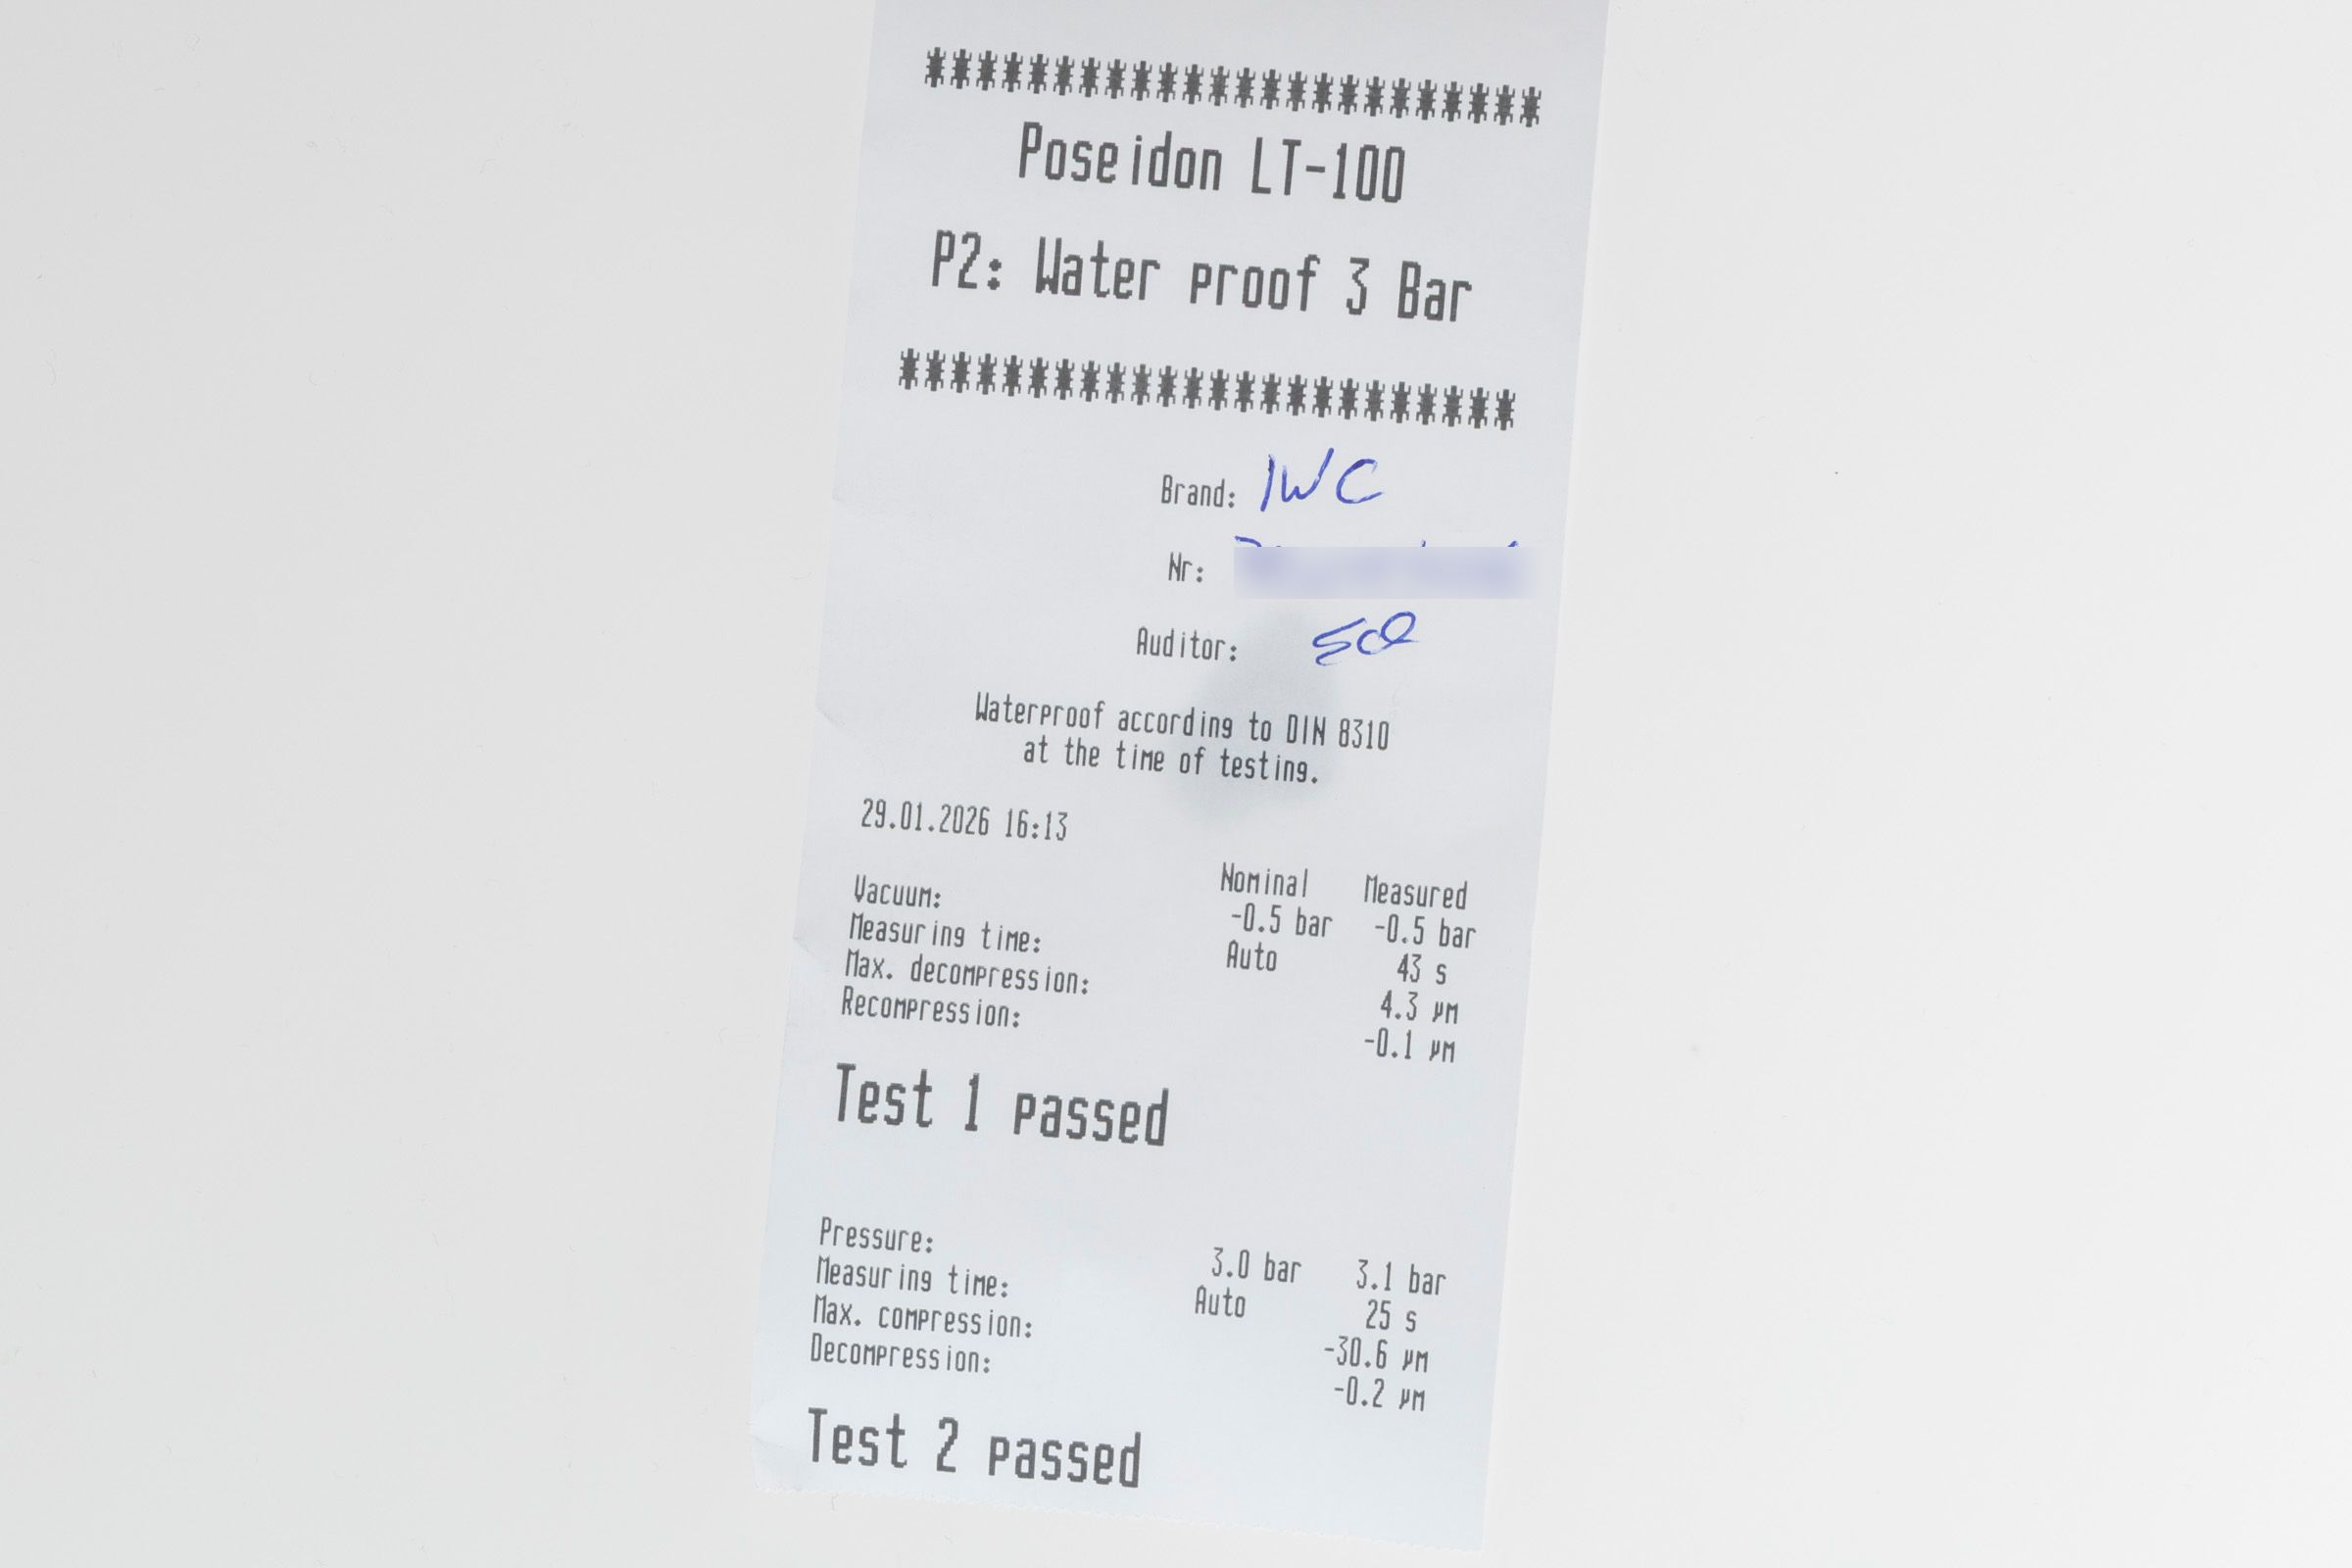 ************************
Poseidon LT-100
P2: Water proof 3 Bar
************************
Brand: IWC
Nr:
Auditor:
Waterproof according to DIN 8310
at the time of testing.
29.01.2026 16:13
Nominal Measured
Vacuum: -0.5 bar -0.5 bar
Measuring time: Auto 43 s
Max. decompression: 4.3 µm
Recompression: -0.1 µm
Test 1 passed
Pressure: 3.0 bar 3.1 bar
Measuring time: Auto 25 s
Max. compression: -30.6 µm
Decompression: -0.2 µm
Test 2 passed